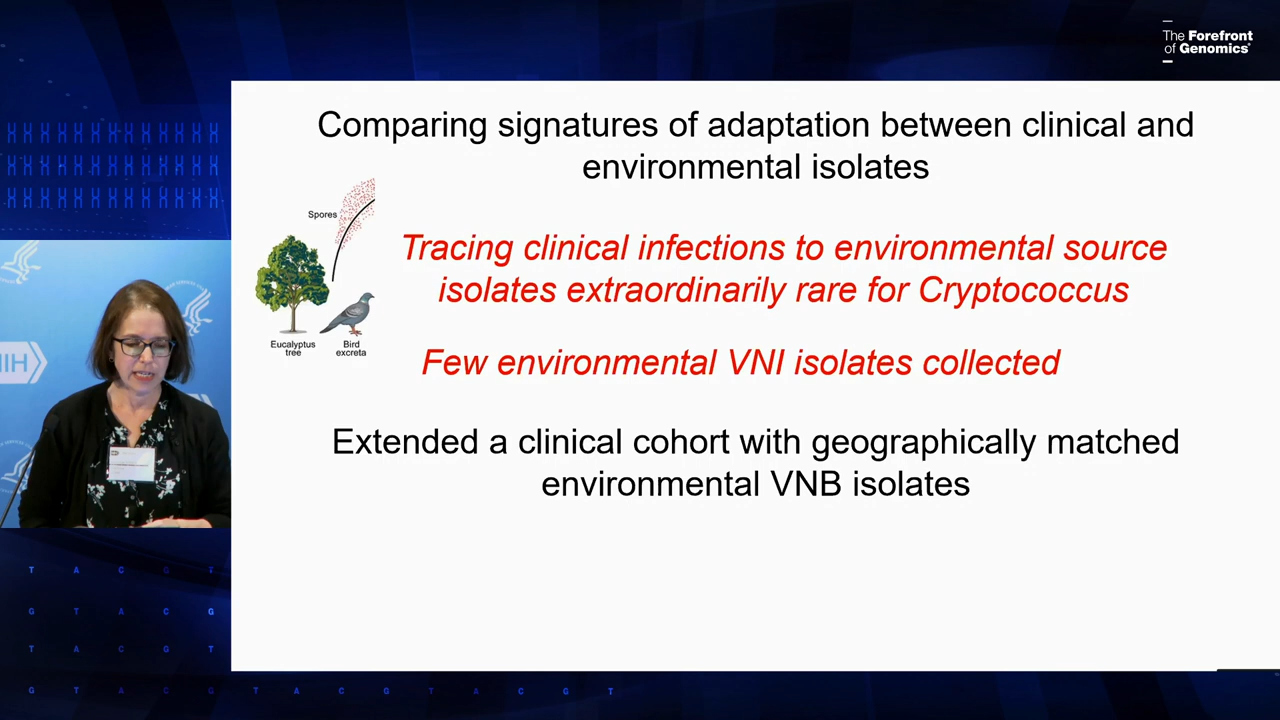 The Forefront
of Genomics®
Comparing signatures of adaptation between clinical and
environmental isolates
Spores
Tracing clinical infections to environmental source
isolates extraordinarily rare for Cryptococcus
Eucalyptus
tree
Bird
excreta
Few environmental VNI isolates collected
Extended a clinical cohort with geographically matched
environmental VNB isolates
NIH
T A C G T
G T A C G
T A C G T
G T A C G T A C G T A C G T